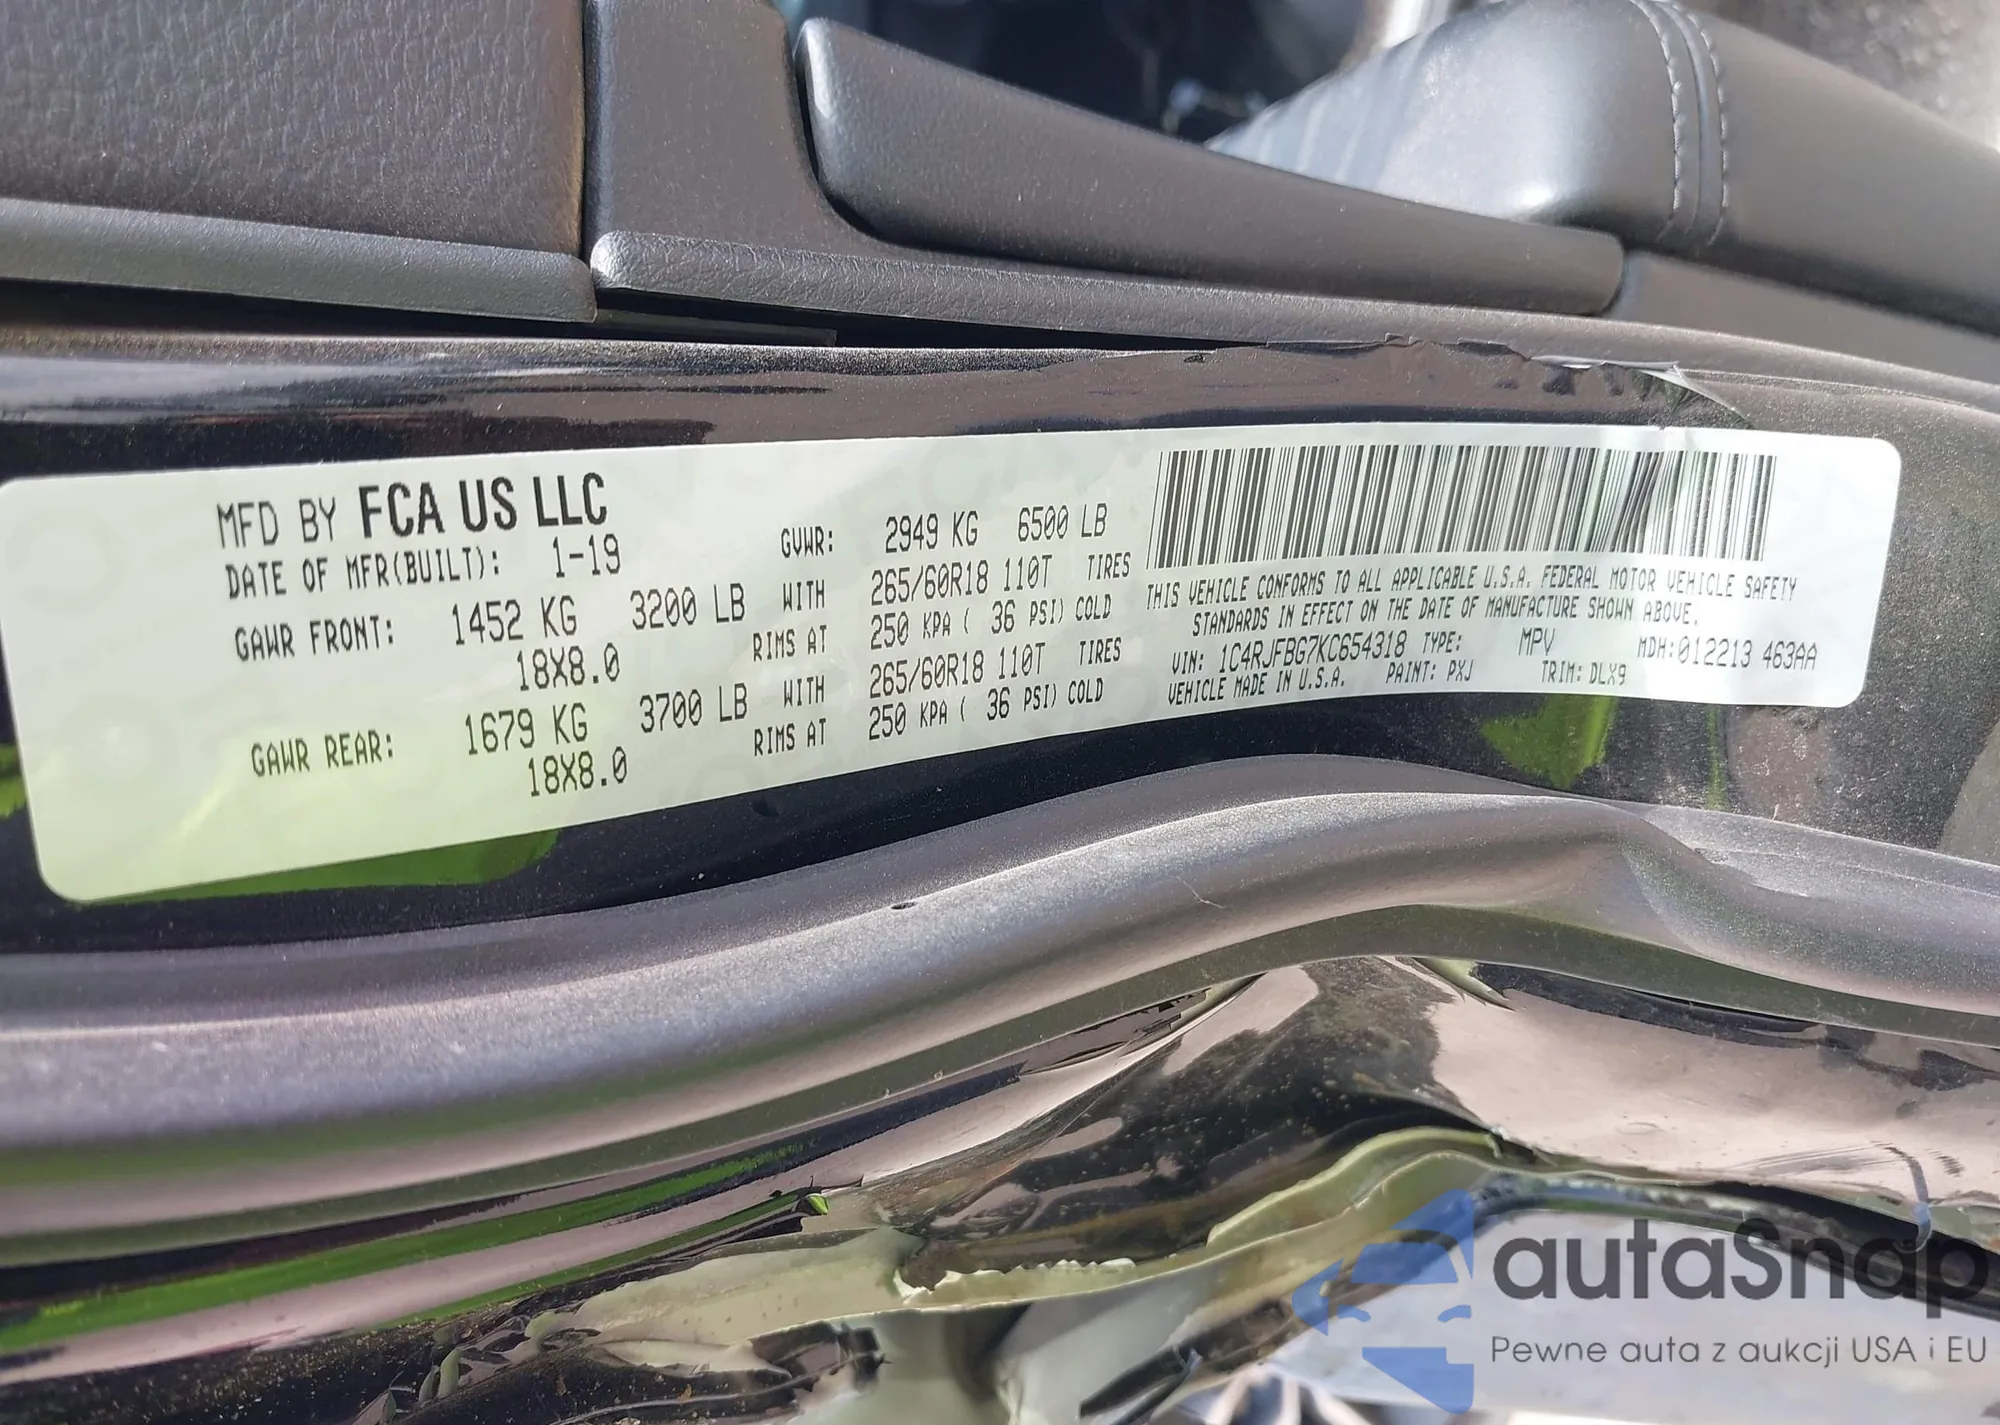 MFD BY FCA US LLC
DATE OF MFR(BUILT): 1-19
GVWR: 2949 KG 6500 LB
GAWR FRONT: 1452 KG 3200 LB WITH 265/60R18 110T TIRES
18X8.0 RIMS AT 250 KPA ( 36 PSI) COLD
GAWR REAR: 1679 KG 3700 LB WITH 265/60R18 110T TIRES
18X8.0 RIMS AT 250 KPA ( 36 PSI) COLD
THIS VEHICLE CONFORMS TO ALL APPLICABLE U.S.A. FEDERAL MOTOR VEHICLE SAFETY
STANDARDS IN EFFECT ON THE DATE OF MANUFACTURE SHOWN ABOVE.
VIN: 1C4RJFBG7KC654318 TYPE: MPV MDH:012213 463AA
VEHICLE MADE IN U.S.A. PAINT: PXJ TRIM: DLX9
autaSnap
Pewne auta z aukcji USA i EU